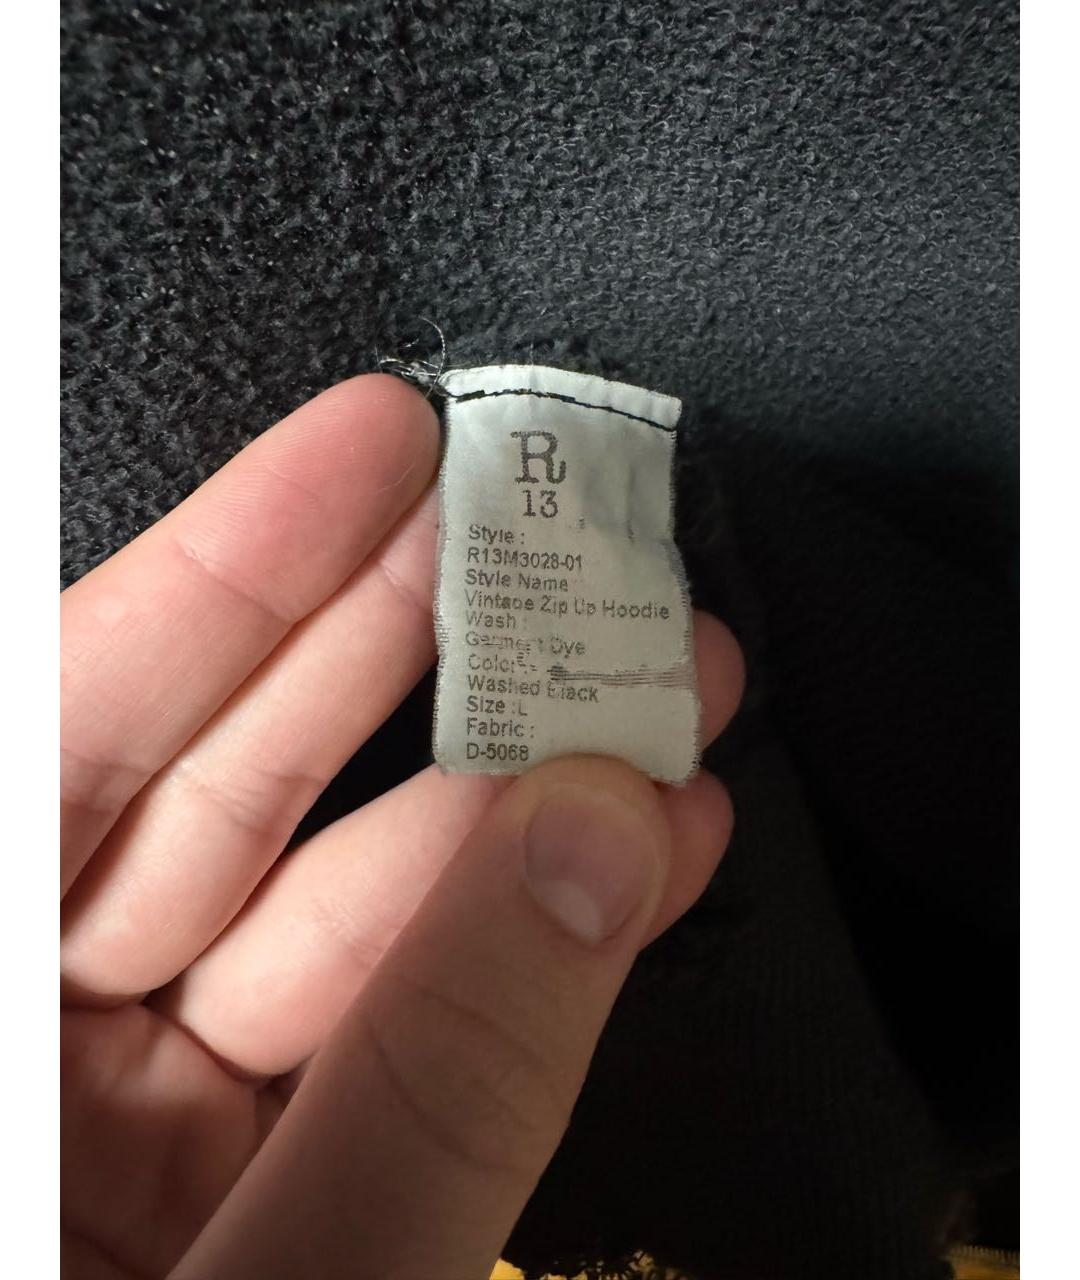 R
13
Style :
R13M3028-01
Style Name
Vintage Zip Up Hoodie
Wash :
Garment Dye
Color :
Washed Black
Size : L
Fabric :
D-5068